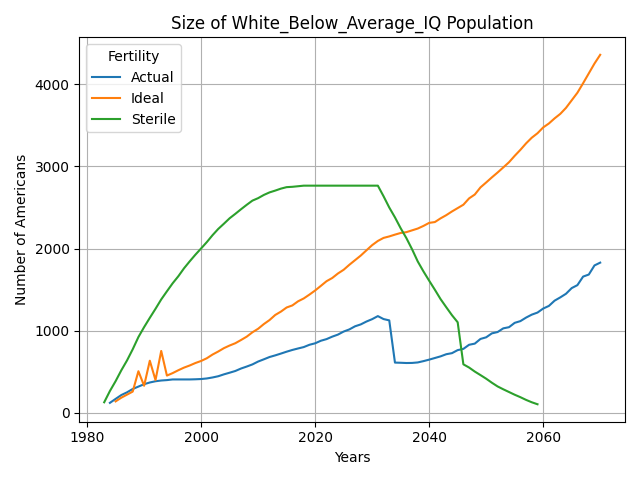 Size of White_Below_Average_IQ Population
Fertility
Actual
Ideal
Sterile
Number of Americans
4000
3000
2000
1000
0
1980
2000
2020
2040
2060
Years